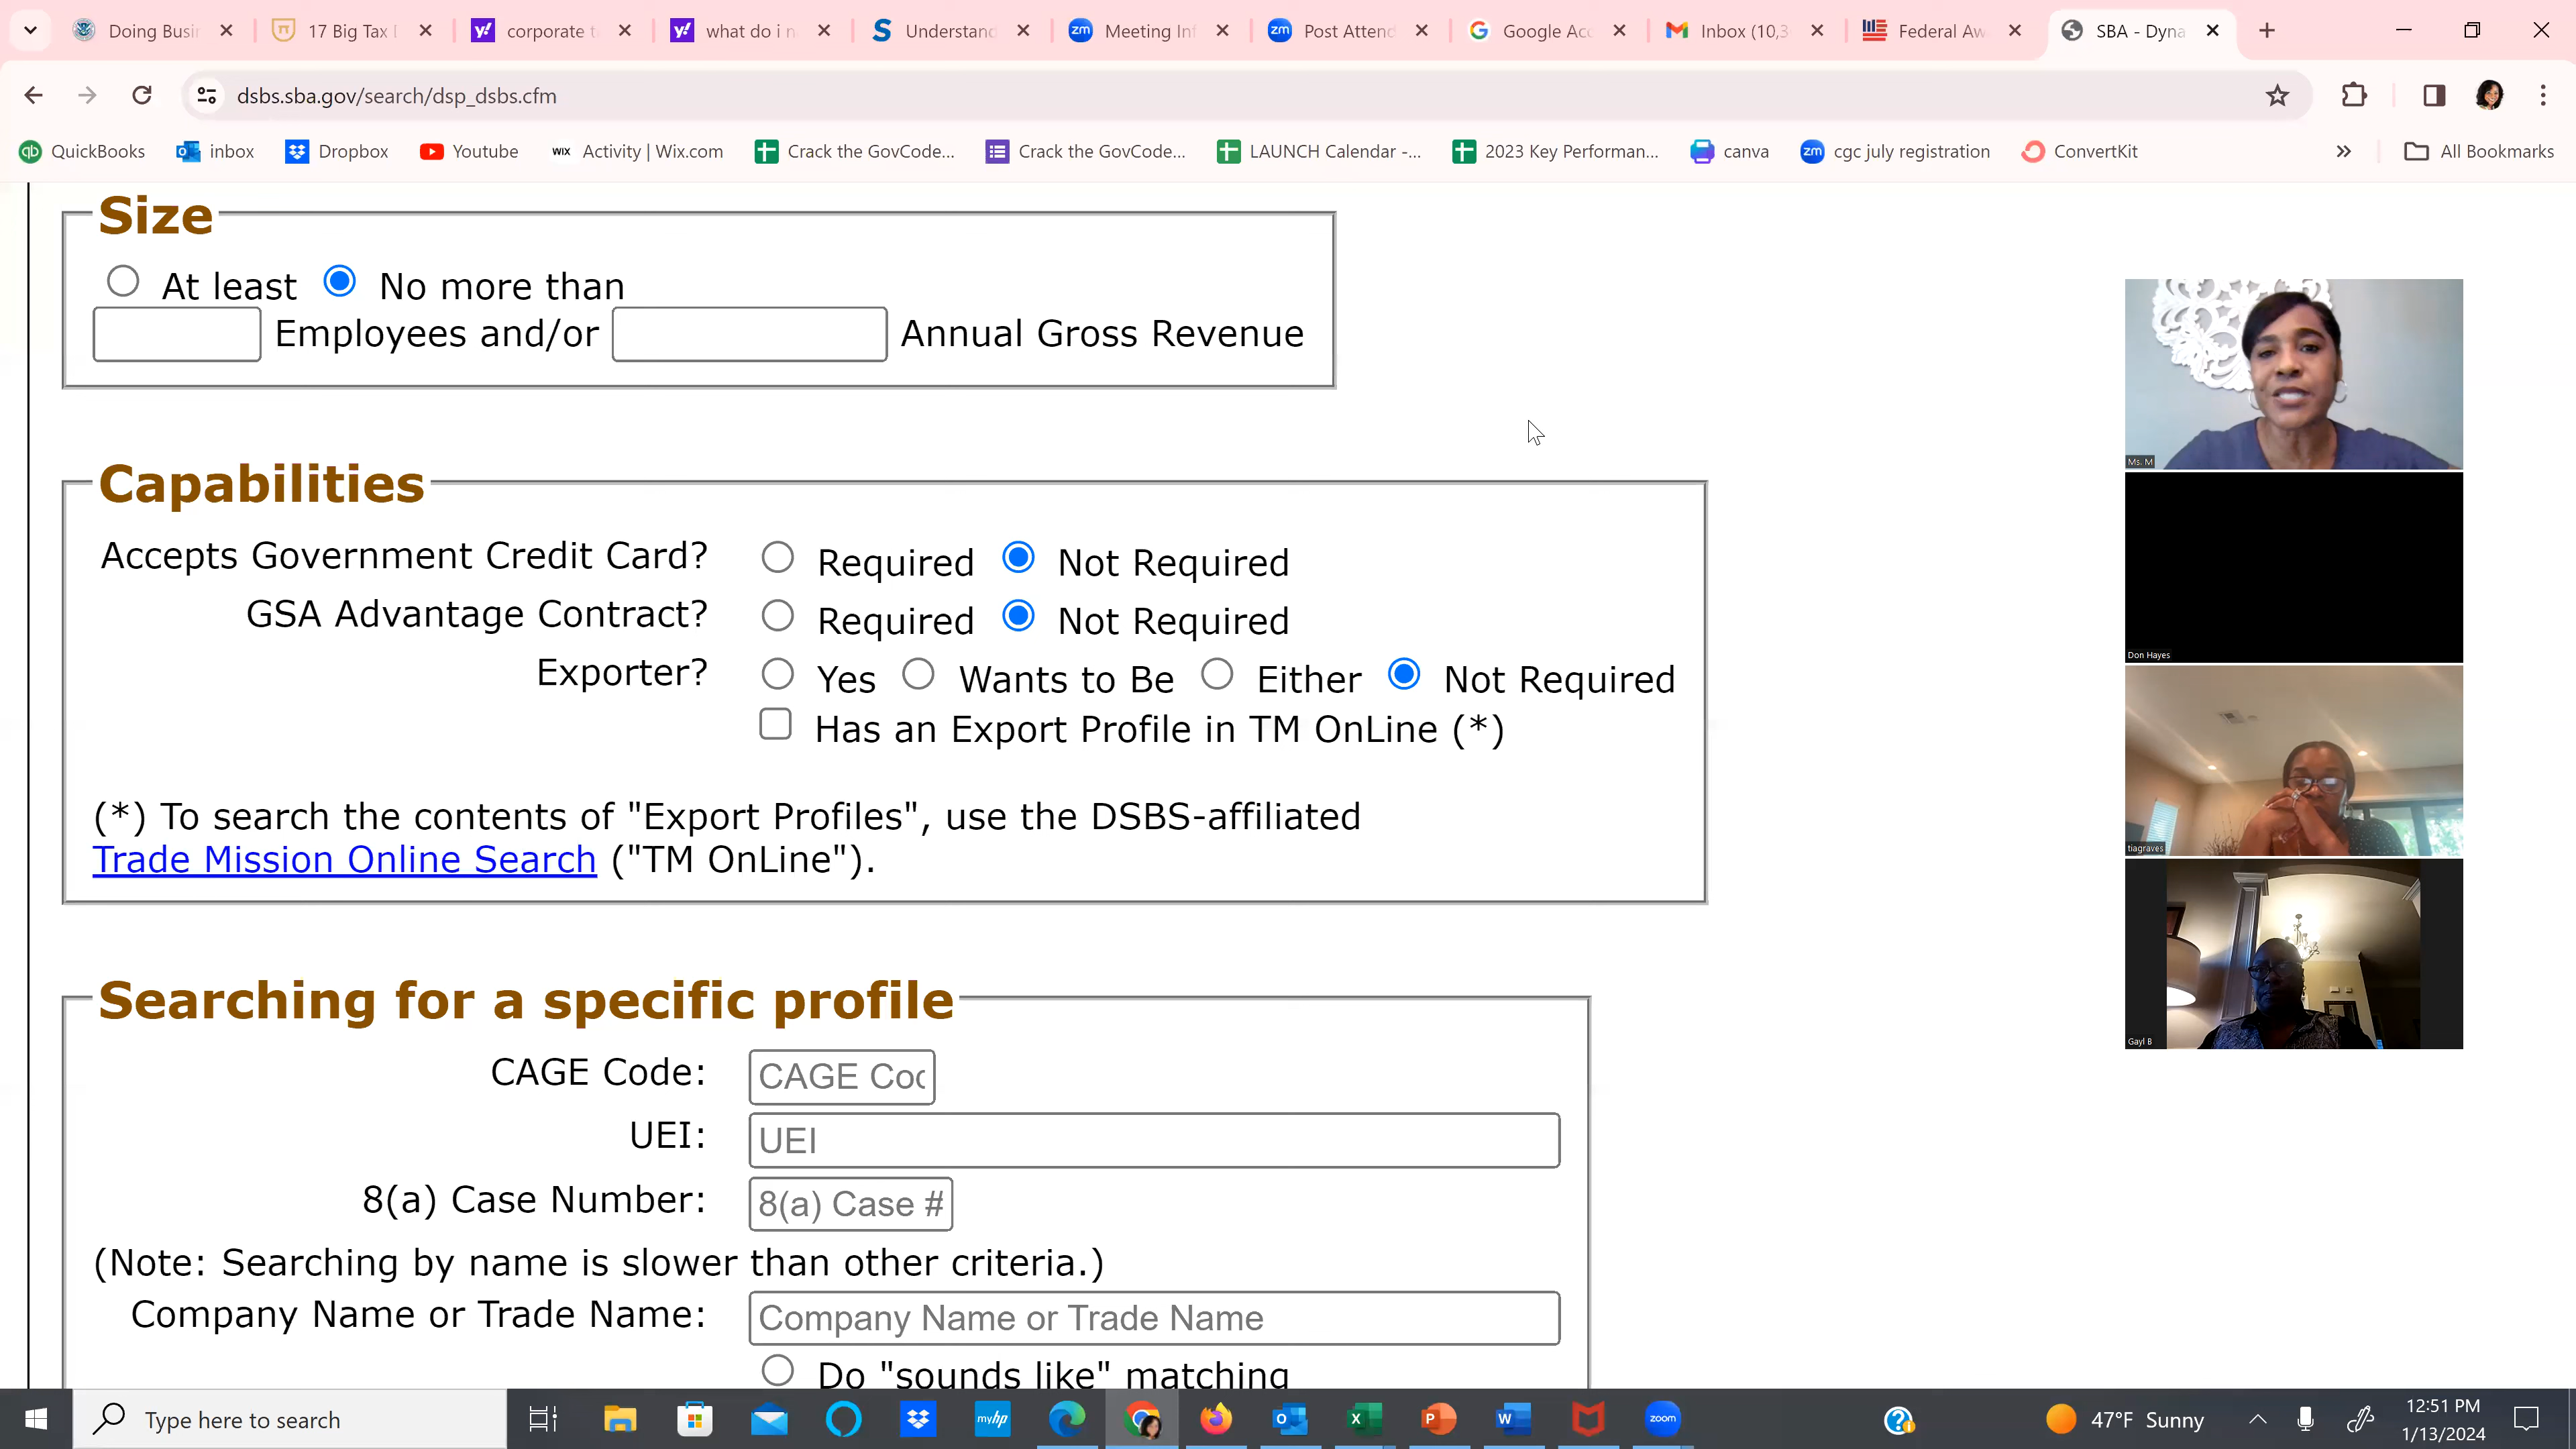 Doing Busi
17 Big Tax
corporate t
what do i n
Understand
Meeting Inf
Post Attend
Google Acc
Inbox (10,3
Federal Aw
SBA - Dyna
dsbs.sba.gov/search/dsp_dsbs.cfm
QuickBooks
inbox
Dropbox
Youtube
WIX Activity | Wix.com
Crack the GovCode...
Crack the GovCode...
LAUNCH Calendar -...
2023 Key Performan...
canva
zm cgc july registration
ConvertKit
All Bookmarks
Size
At least No more than
Employees and/or Annual Gross Revenue
Capabilities
Accepts Government Credit Card? Required Not Required
GSA Advantage Contract? Required Not Required
Exporter? Yes Wants to Be Either Not Required
Has an Export Profile in TM OnLine (*)
(*) To search the contents of "Export Profiles", use the DSBS-affiliated
Trade Mission Online Search ("TM OnLine").
Searching for a specific profile
CAGE Code: CAGE Coc
UEI: UEI
8(a) Case Number: 8(a) Case #
(Note: Searching by name is slower than other criteria.)
Company Name or Trade Name: Company Name or Trade Name
Do "sounds like" matching
Ms. M
Don Hayes
tiagraves
Gayl B
Type here to search
myhp
zoom
47°F Sunny
12:51 PM
1/13/2024